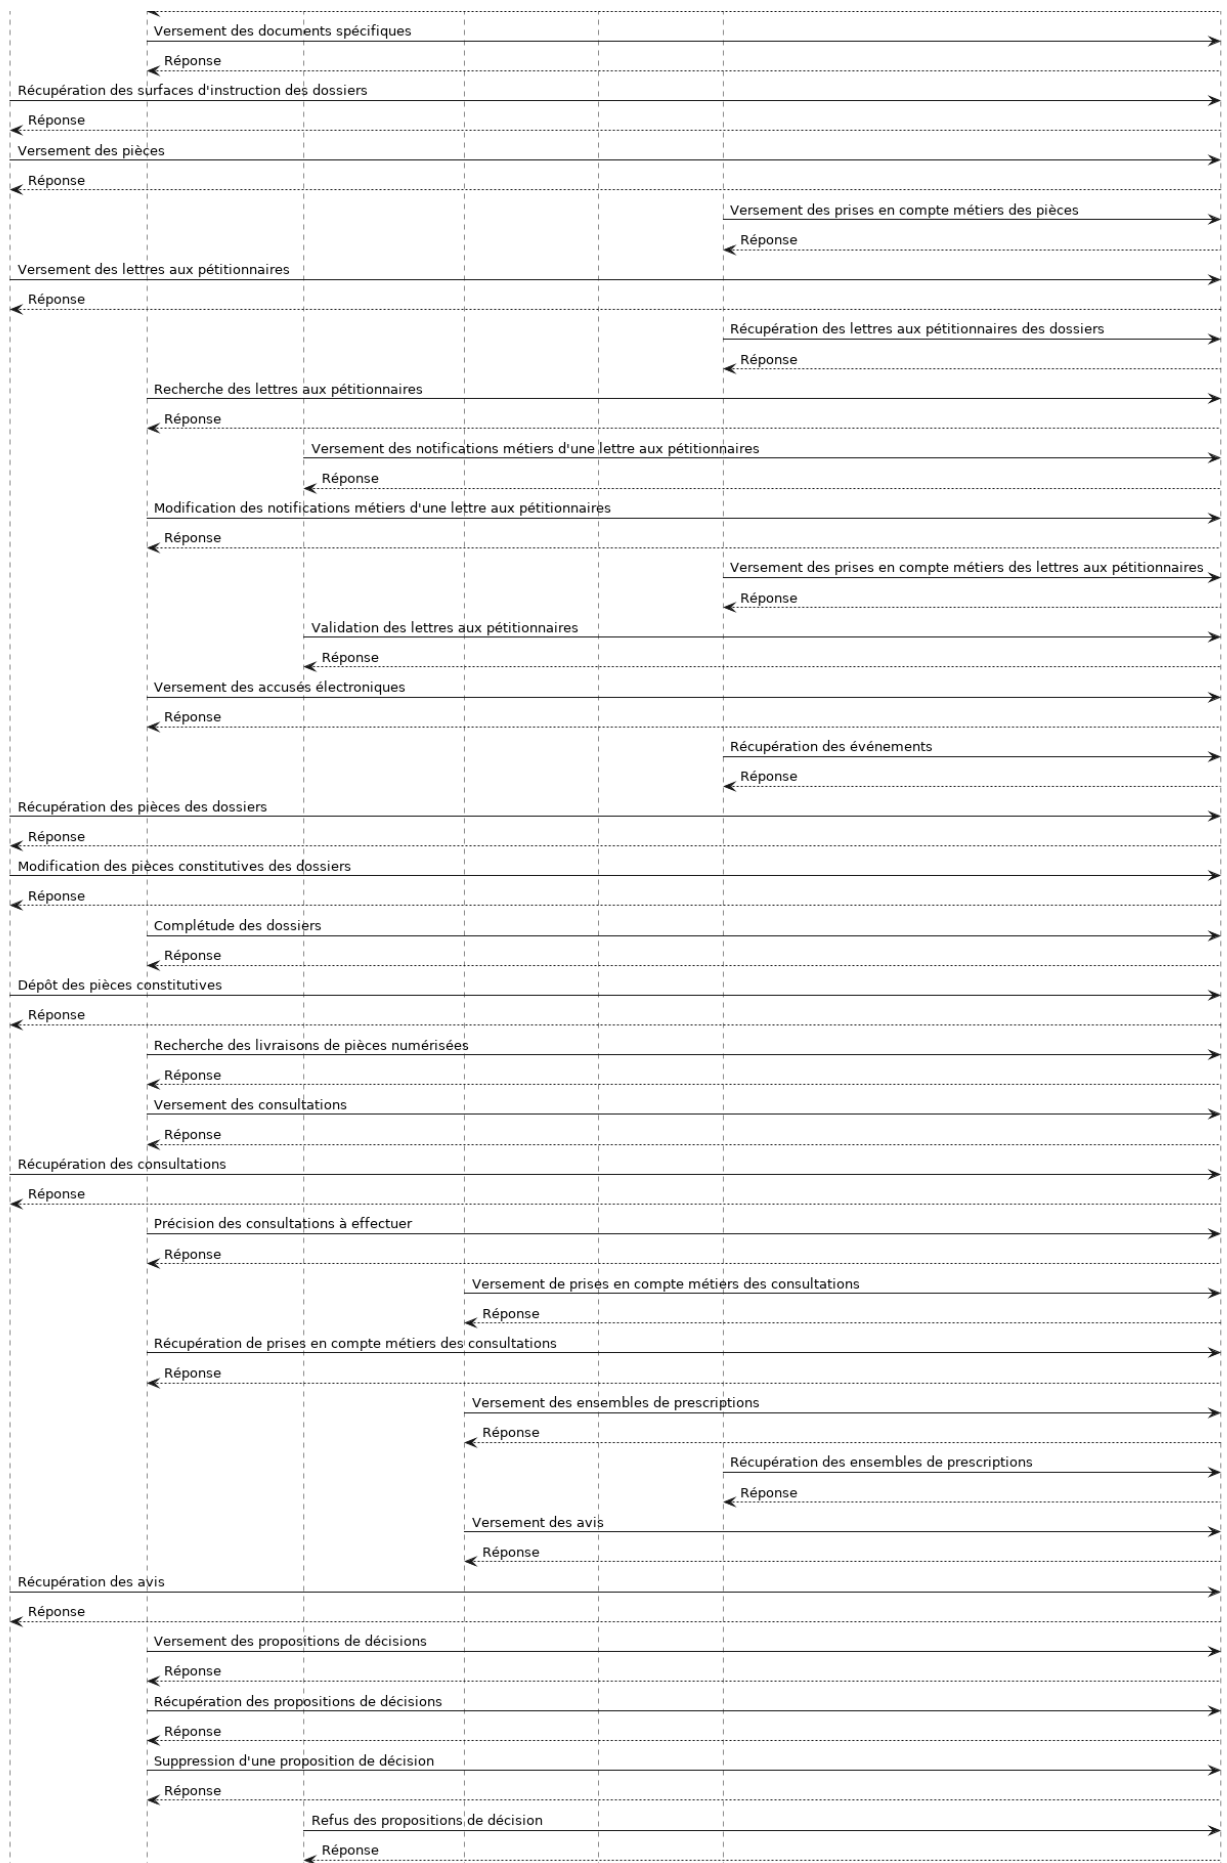 Versement des documents spécifiques
Réponse
Récupération des surfaces d'instruction des dossiers
Réponse
Versement des pièces
Réponse
Versement des prises en compte métiers des pièces
Réponse
Versement des lettres aux pétitionnaires
Réponse
Récupération des lettres aux pétitionnaires des dossiers
Réponse
Recherche des lettres aux pétitionnaires
Réponse
Versement des notifications métiers d'une lettre aux pétitionnaires
Réponse
Modification des notifications métiers d'une lettre aux pétitionnaires
Réponse
Versement des prises en compte métiers des lettres aux pétitionnaires
Réponse
Validation des lettres aux pétitionnaires
Réponse
Versement des accusés électroniques
Réponse
Récupération des événements
Réponse
Récupération des pièces des dossiers
Réponse
Modification des pièces constitutives des dossiers
Réponse
Complétude des dossiers
Réponse
Dépôt des pièces constitutives
Réponse
Recherche des livraisons de pièces numérisées
Réponse
Versement des consultations
Réponse
Récupération des consultations
Réponse
Précision des consultations à effectuer
Réponse
Versement de prises en compte métiers des consultations
Réponse
Récupération de prises en compte métiers des consultations
Réponse
Versement des ensembles de prescriptions
Réponse
Récupération des ensembles de prescriptions
Réponse
Versement des avis
Réponse
Récupération des avis
Réponse
Versement des propositions de décisions
Réponse
Récupération des propositions de décisions
Réponse
Suppression d'une proposition de décision
Réponse
Refus des propositions de décision
Réponse